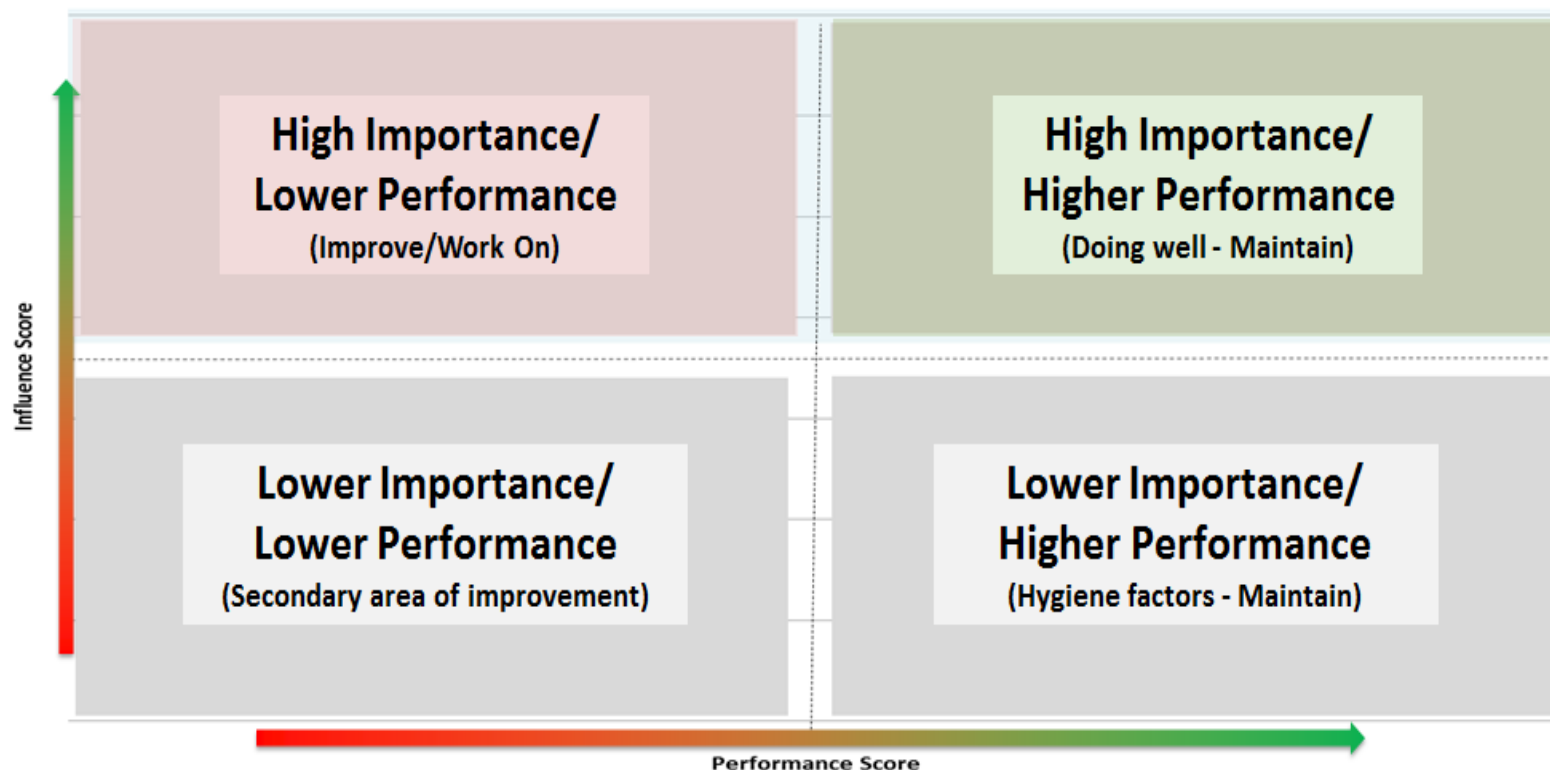 High Importance/
Lower Performance
(Improve/Work On)
High Importance/
Higher Performance
(Doing well - Maintain)
Influence Score
Lower Importance/
Lower Performance
(Secondary area of improvement)
Lower Importance/
Higher Performance
(Hygiene factors - Maintain)
Performance Score